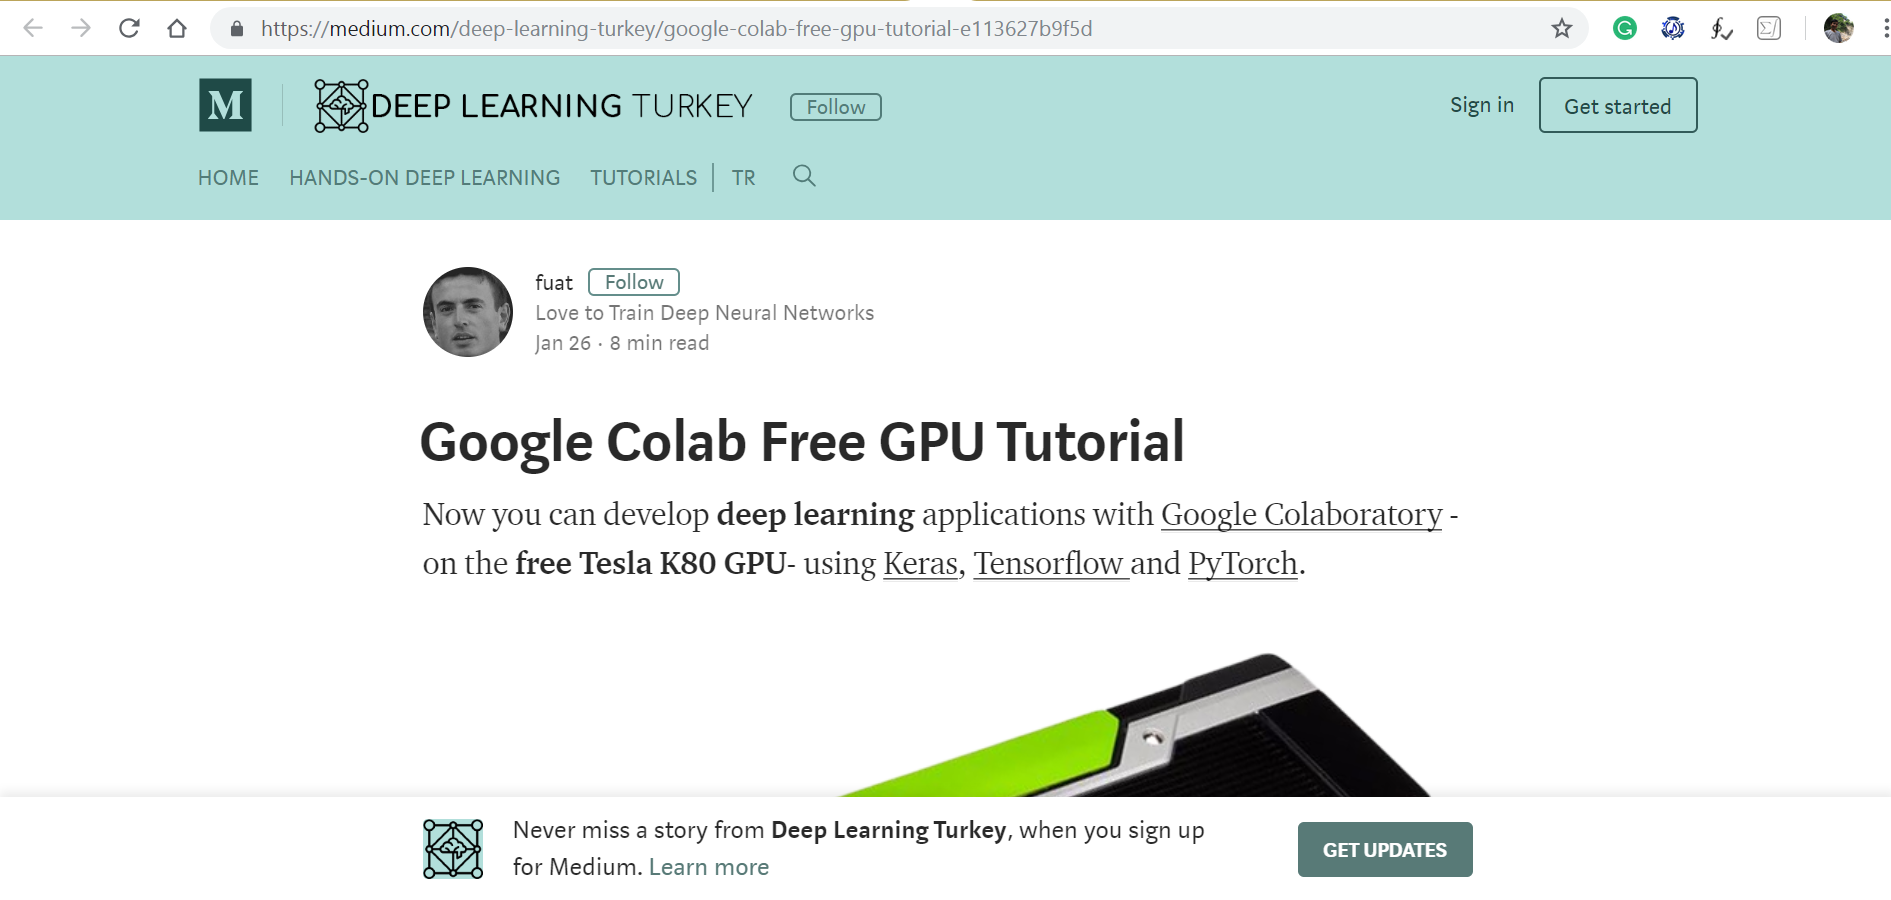 https://medium.com/deep-learning-turkey/google-colab-free-gpu-tutorial-e113627b9f5d
M DEEP LEARNING TURKEY Follow Sign in Get started
HOME HANDS-ON DEEP LEARNING TUTORIALS TR
fuat Follow
Love to Train Deep Neural Networks
Jan 26 · 8 min read
Google Colab Free GPU Tutorial
Now you can develop deep learning applications with Google Colaboratory -
on the free Tesla K80 GPU- using Keras, Tensorflow and PyTorch.
Never miss a story from Deep Learning Turkey, when you sign up
for Medium. Learn more
GET UPDATES